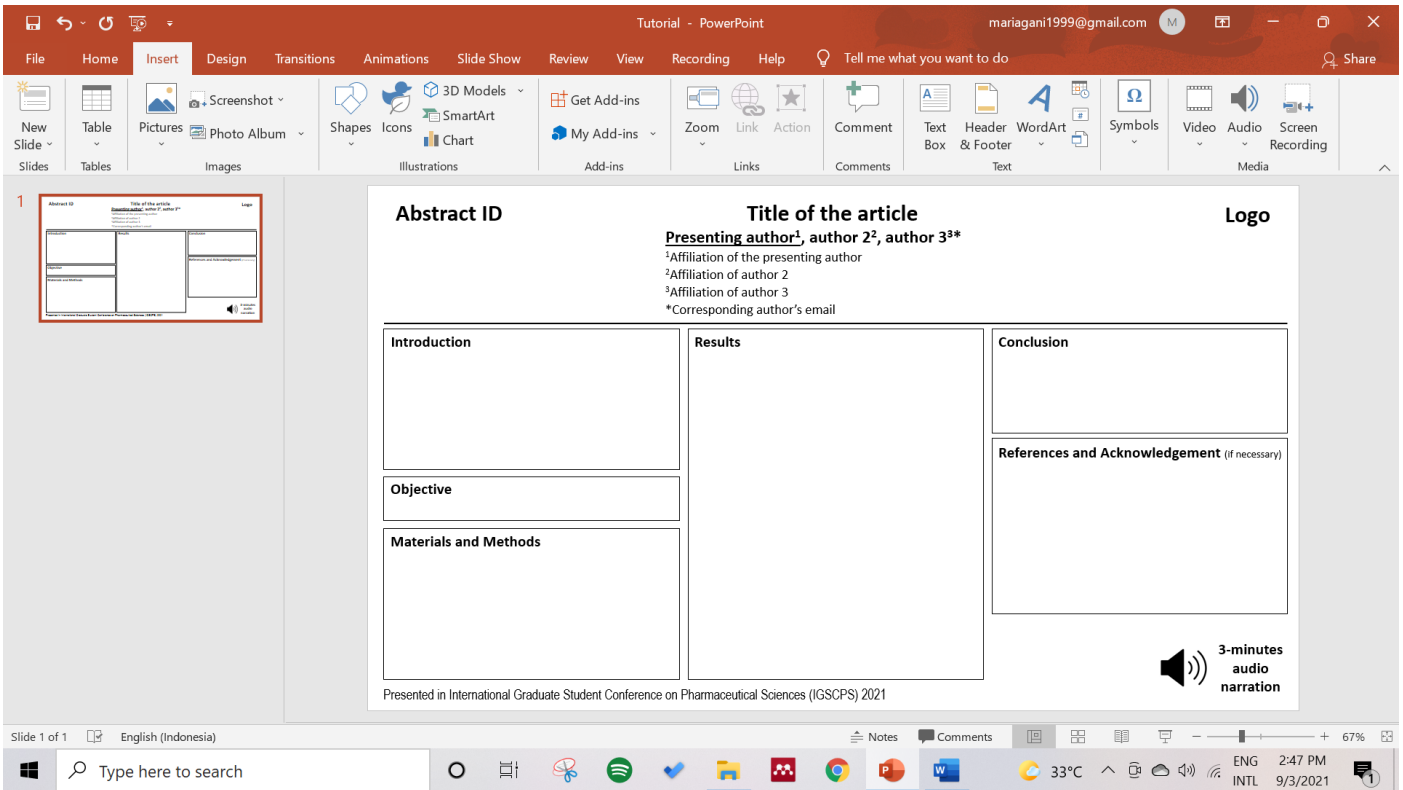 Tutorial - PowerPoint
mariagani1999@gmail.com
M
File Home Insert Design Transitions Animations Slide Show Review View Recording Help Tell me what you want to do
Share
New Slide
Slides
Table
Tables
Pictures
Screenshot
Photo Album
Images
Shapes
Icons
3D Models
SmartArt
Chart
Illustrations
Get Add-ins
My Add-ins
Add-ins
Zoom
Link
Action
Links
Comment
Comments
Text Box
Header & Footer
WordArt
Text
Symbols
Video
Audio
Screen Recording
Media
1
Abstract ID
Title of the article
Logo
Presenting author¹, author 2², author 3³*
¹Affiliation of the presenting author
²Affiliation of author 2
³Affiliation of author 3
*Corresponding author's email
Introduction
Objective
Materials and Methods
Results
Conclusion
References and Acknowledgement (if necessary)
3-minutes
audio
narration
Presented in International Graduate Student Conference on Pharmaceutical Sciences (IGSCPS) 2021
Slide 1 of 1
English (Indonesia)
Notes
Comments
67%
Type here to search
33°C
ENG
INTL
2:47 PM
9/3/2021
1